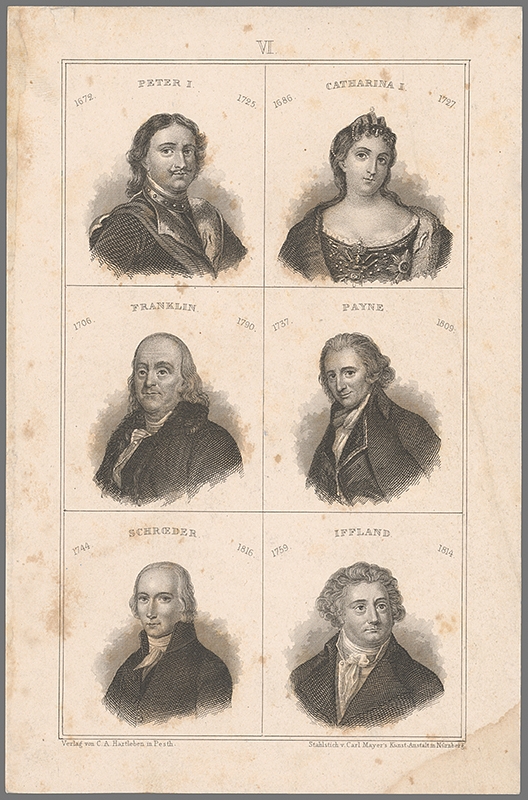 VI.
PETER I.
1672. 1725.
CATHARINA I.
1686. 1727.
FRANKLIN.
1706. 1790.
PAYNE.
1737. 1809.
SCHRŒDER.
1744. 1816.
IFFLAND.
1759. 1814.
Verlag von C. A. Hartleben, in Pesth.
Stahlstich v. Carl Mayer's Kunst-Anstalt in Nürnberg.